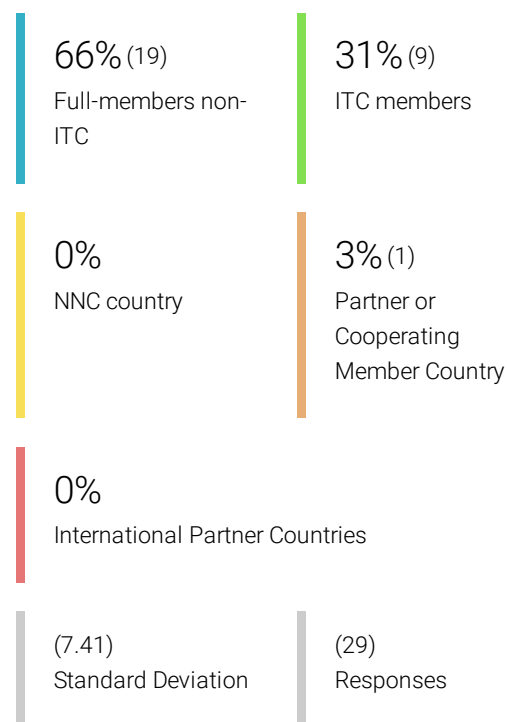 66% (19)
Full-members non-
ITC
31% (9)
ITC members
0%
NNC country
3% (1)
Partner or
Cooperating
Member Country
0%
International Partner Countries
(7.41)
Standard Deviation
(29)
Responses